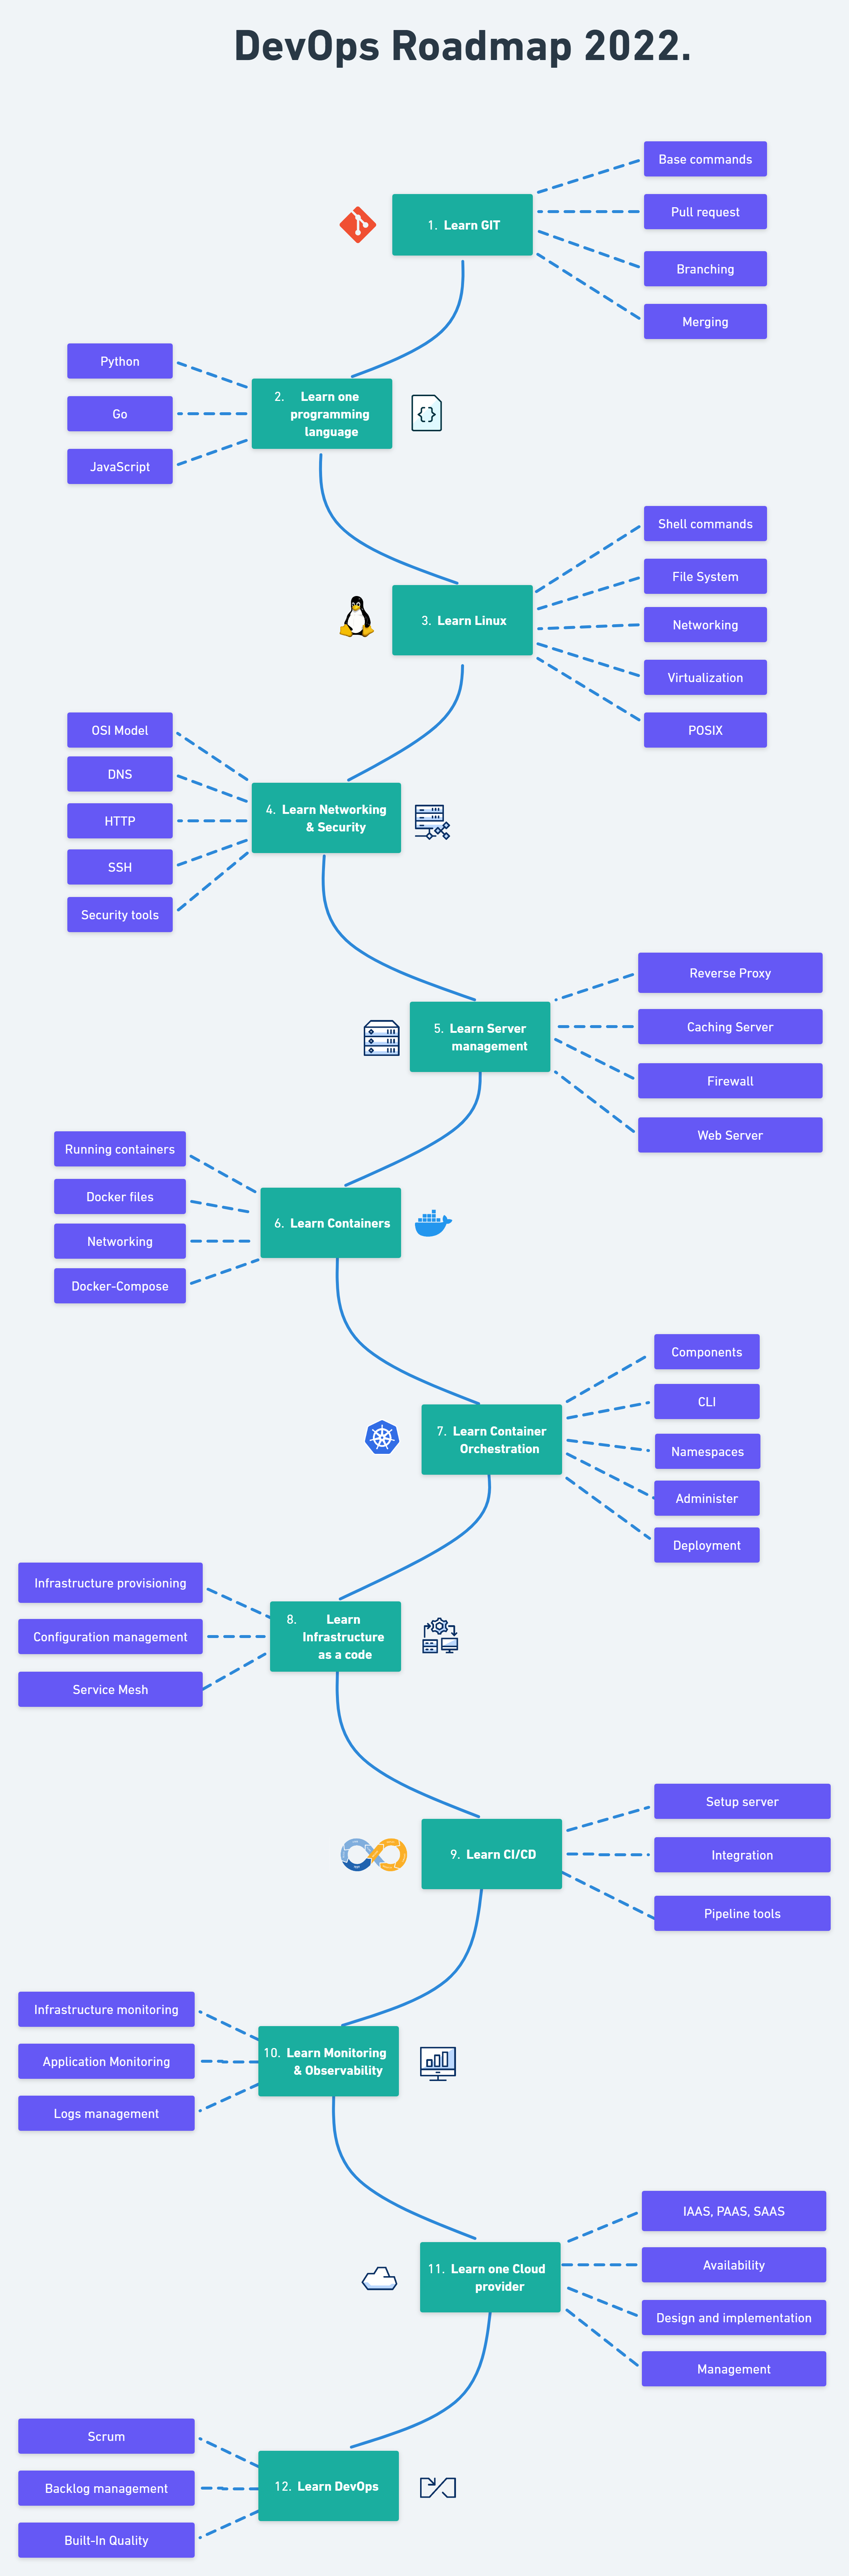 DevOps Roadmap 2022.
1. Learn GIT
Base commands
Pull request
Branching
Merging
2. Learn one
programming
language
Python
Go
JavaScript
3. Learn Linux
Shell commands
File System
Networking
Virtualization
POSIX
4. Learn Networking
& Security
OSI Model
DNS
HTTP
SSH
Security tools
5. Learn Server
management
Reverse Proxy
Caching Server
Firewall
Web Server
6. Learn Containers
Running containers
Docker files
Networking
Docker-Compose
7. Learn Container
Orchestration
Components
CLI
Namespaces
Administer
Deployment
8. Learn
Infrastructure
as a code
Infrastructure provisioning
Configuration management
Service Mesh
9. Learn CI/CD
Setup server
Integration
Pipeline tools
10. Learn Monitoring
& Observability
Infrastructure monitoring
Application Monitoring
Logs management
11. Learn one Cloud
provider
IAAS, PAAS, SAAS
Availability
Design and implementation
Management
12. Learn DevOps
Scrum
Backlog management
Built-In Quality